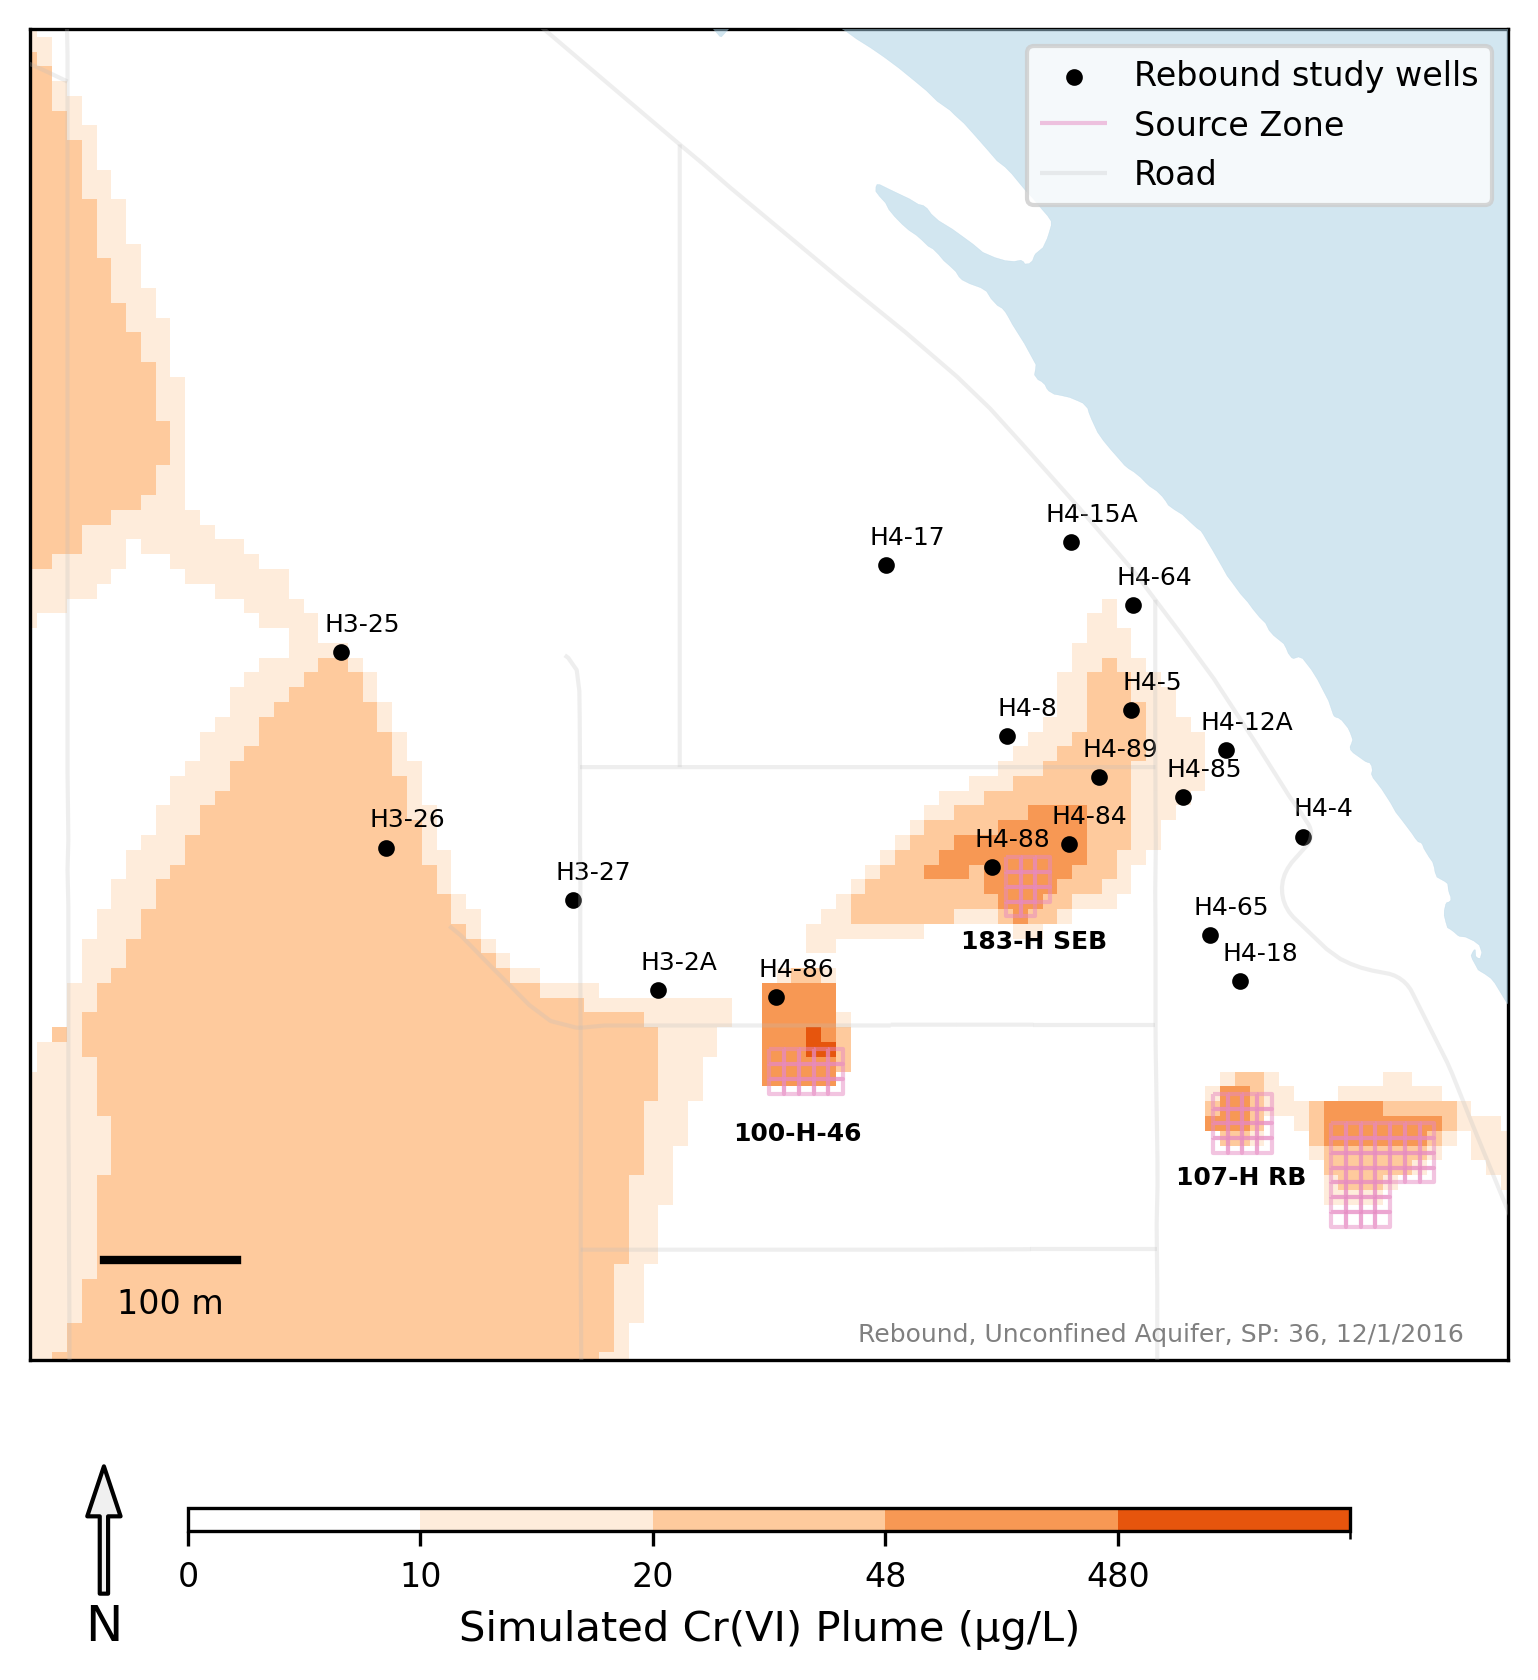 Rebound study wells
Source Zone
Road
H4-15A
H4-17
H4-64
H3-25
H4-5
H4-8
H4-12A
H4-89
H4-85
H4-4
H3-26
H4-84
H4-88
H3-27
H4-65
183-H SEB
H4-18
H3-2A
H4-86
100-H-46
107-H RB
100 m
Rebound, Unconfined Aquifer, SP: 36, 12/1/2016
0 10 20 48 480
N
Simulated Cr(VI) Plume (µg/L)